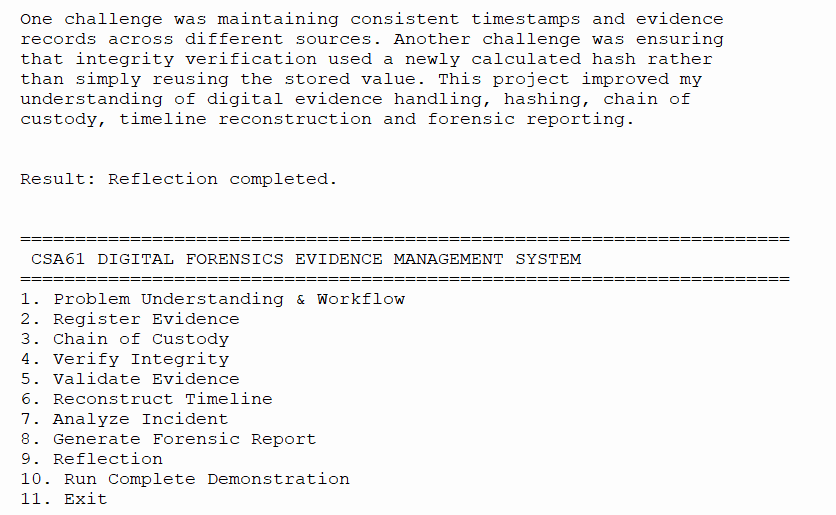 One challenge was maintaining consistent timestamps and evidence
records across different sources. Another challenge was ensuring
that integrity verification used a newly calculated hash rather
than simply reusing the stored value. This project improved my
understanding of digital evidence handling, hashing, chain of
custody, timeline reconstruction and forensic reporting.
Result: Reflection completed.
======================================================================
CSA61 DIGITAL FORENSICS EVIDENCE MANAGEMENT SYSTEM
======================================================================
1. Problem Understanding & Workflow
2. Register Evidence
3. Chain of Custody
4. Verify Integrity
5. Validate Evidence
6. Reconstruct Timeline
7. Analyze Incident
8. Generate Forensic Report
9. Reflection
10. Run Complete Demonstration
11. Exit